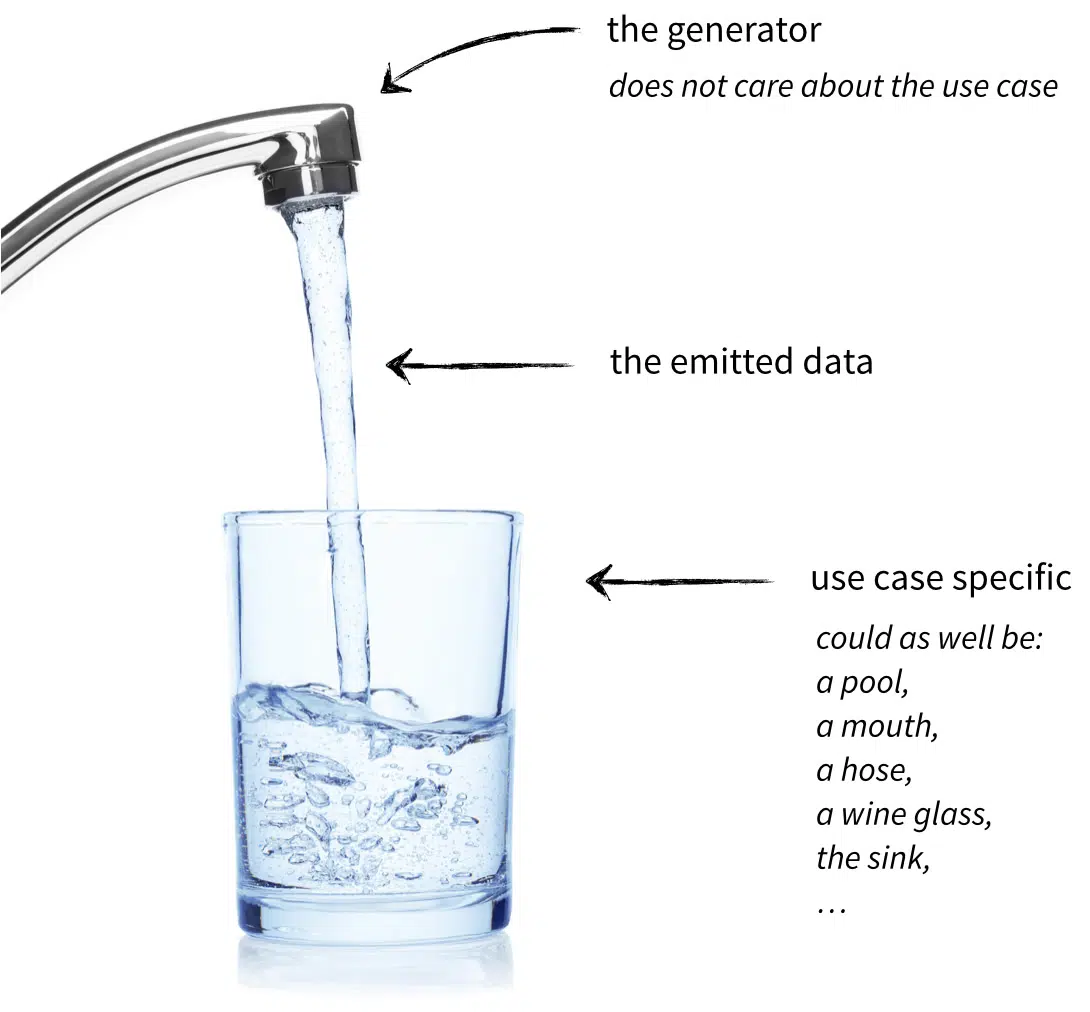 the generator
does not care about the use case
the emitted data
use case specific
could as well be:
a pool,
a mouth,
a hose,
a wine glass,
the sink,
…